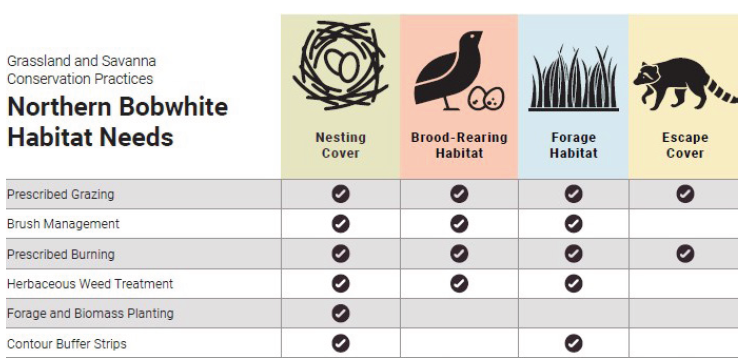 Grassland and Savanna
Conservation Practices
Northern Bobwhite
Habitat Needs
Nesting
Cover
Brood-Rearing
Habitat
Forage
Habitat
Escape
Cover
Prescribed Grazing
Brush Management
Prescribed Burning
Herbaceous Weed Treatment
Forage and Biomass Planting
Contour Buffer Strips